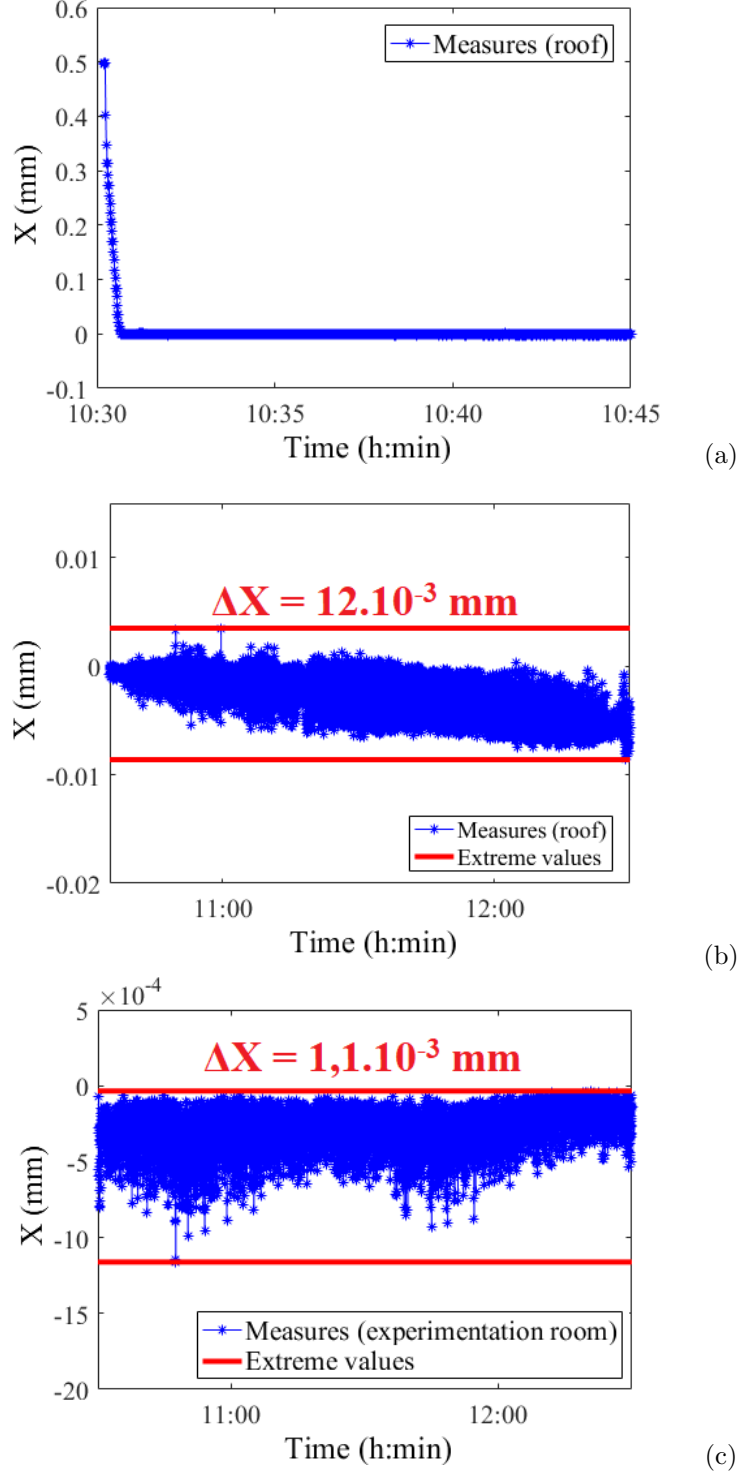 0.6
Measures (roof)
0.5
0.4
0.3
0.2
0.1
0
-0.1
X (mm)
10:30 10:35 10:40 10:45
Time (h:min)
(a)
0.01
ΔX = 12.10⁻³ mm
0
-0.01
-0.02
X (mm)
Measures (roof)
Extreme values
11:00 12:00
Time (h:min)
(b)
×10⁻⁴
5
ΔX = 1,1.10⁻³ mm
0
-5
-10
-15
-20
X (mm)
Measures (experimentation room)
Extreme values
11:00 12:00
Time (h:min)
(c)